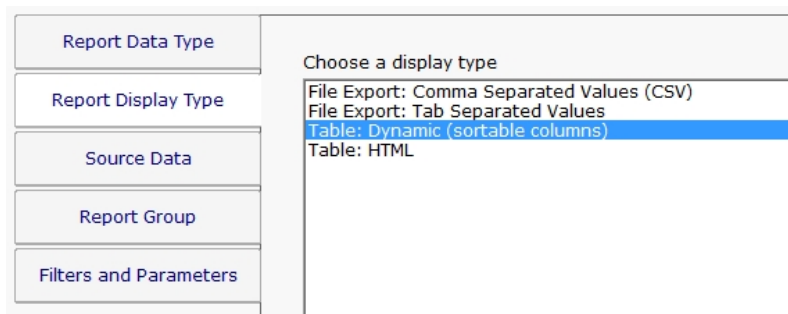 Report Data Type
Report Display Type
Source Data
Report Group
Filters and Parameters
Choose a display type
File Export: Comma Separated Values (CSV)
File Export: Tab Separated Values
Table: Dynamic (sortable columns)
Table: HTML